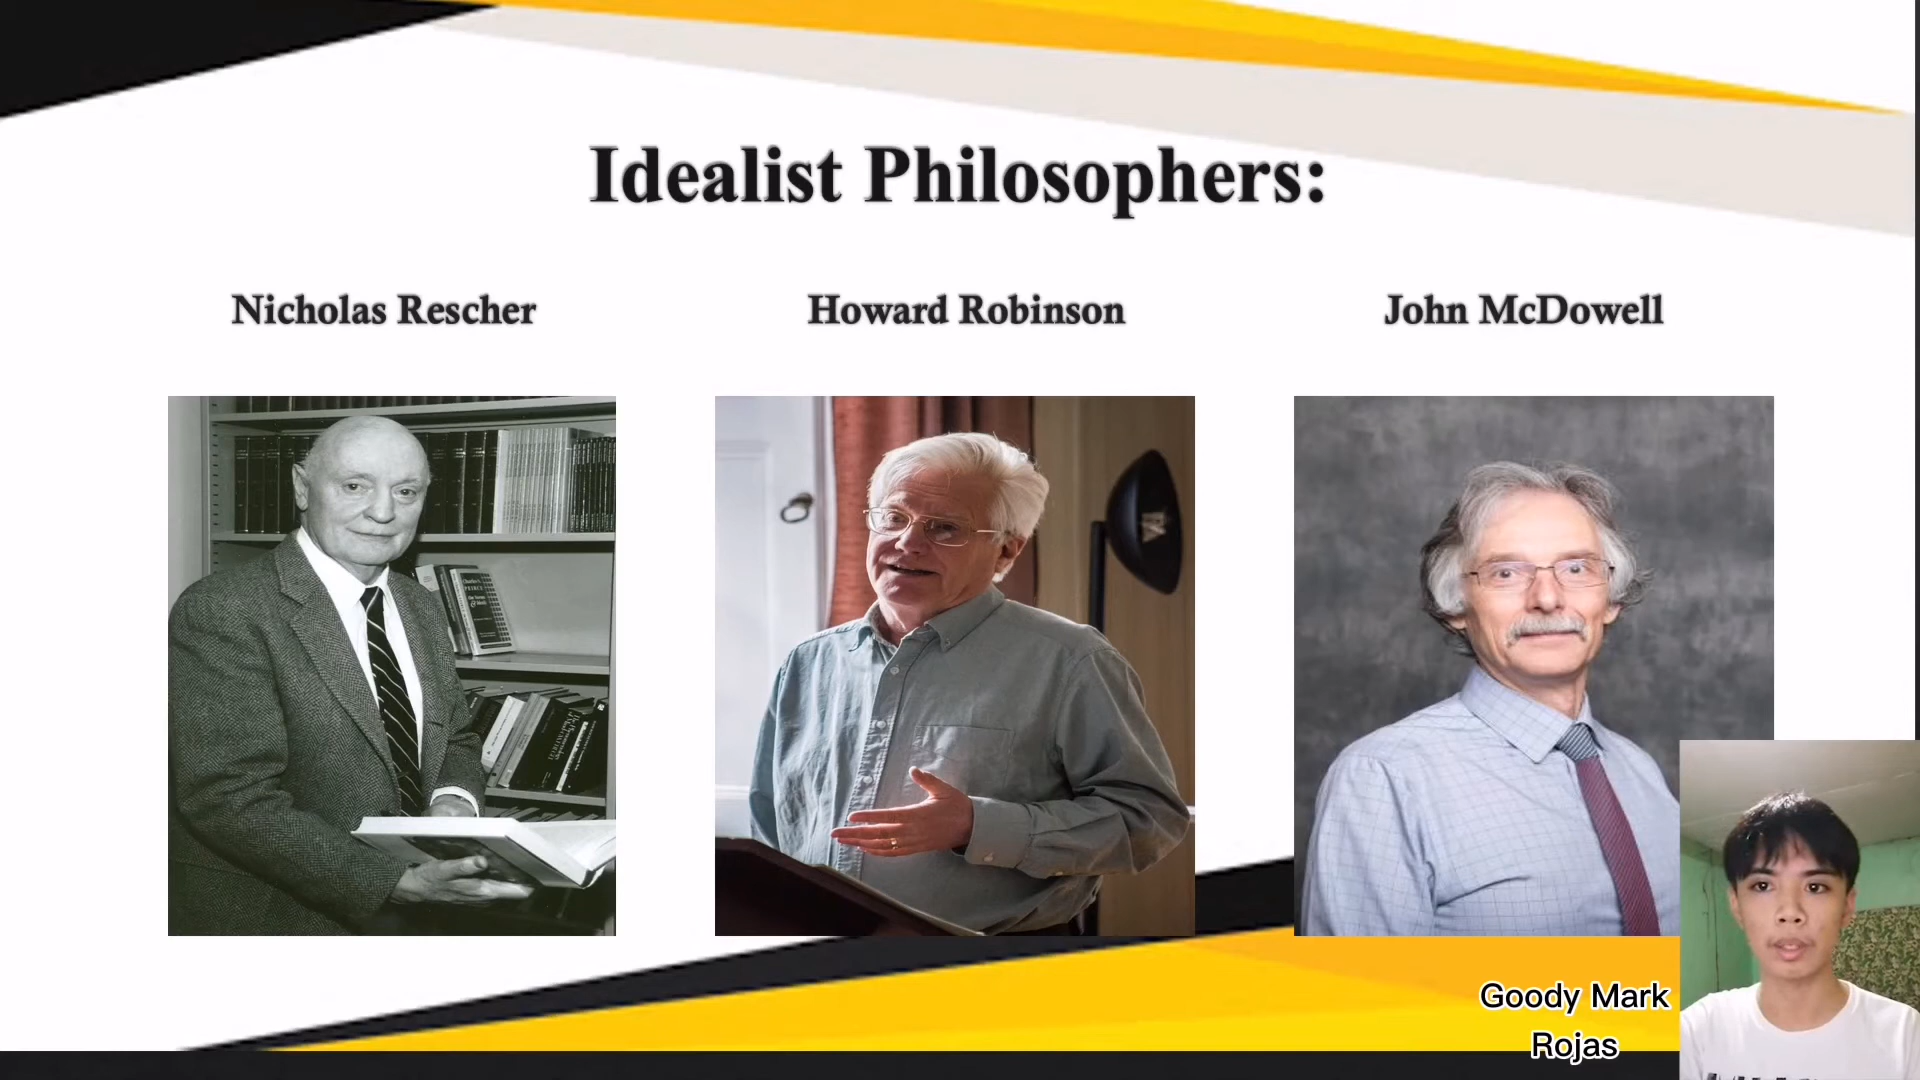 Idealist Philosophers:
Nicholas Rescher
Howard Robinson
John McDowell
Goody Mark
Rojas